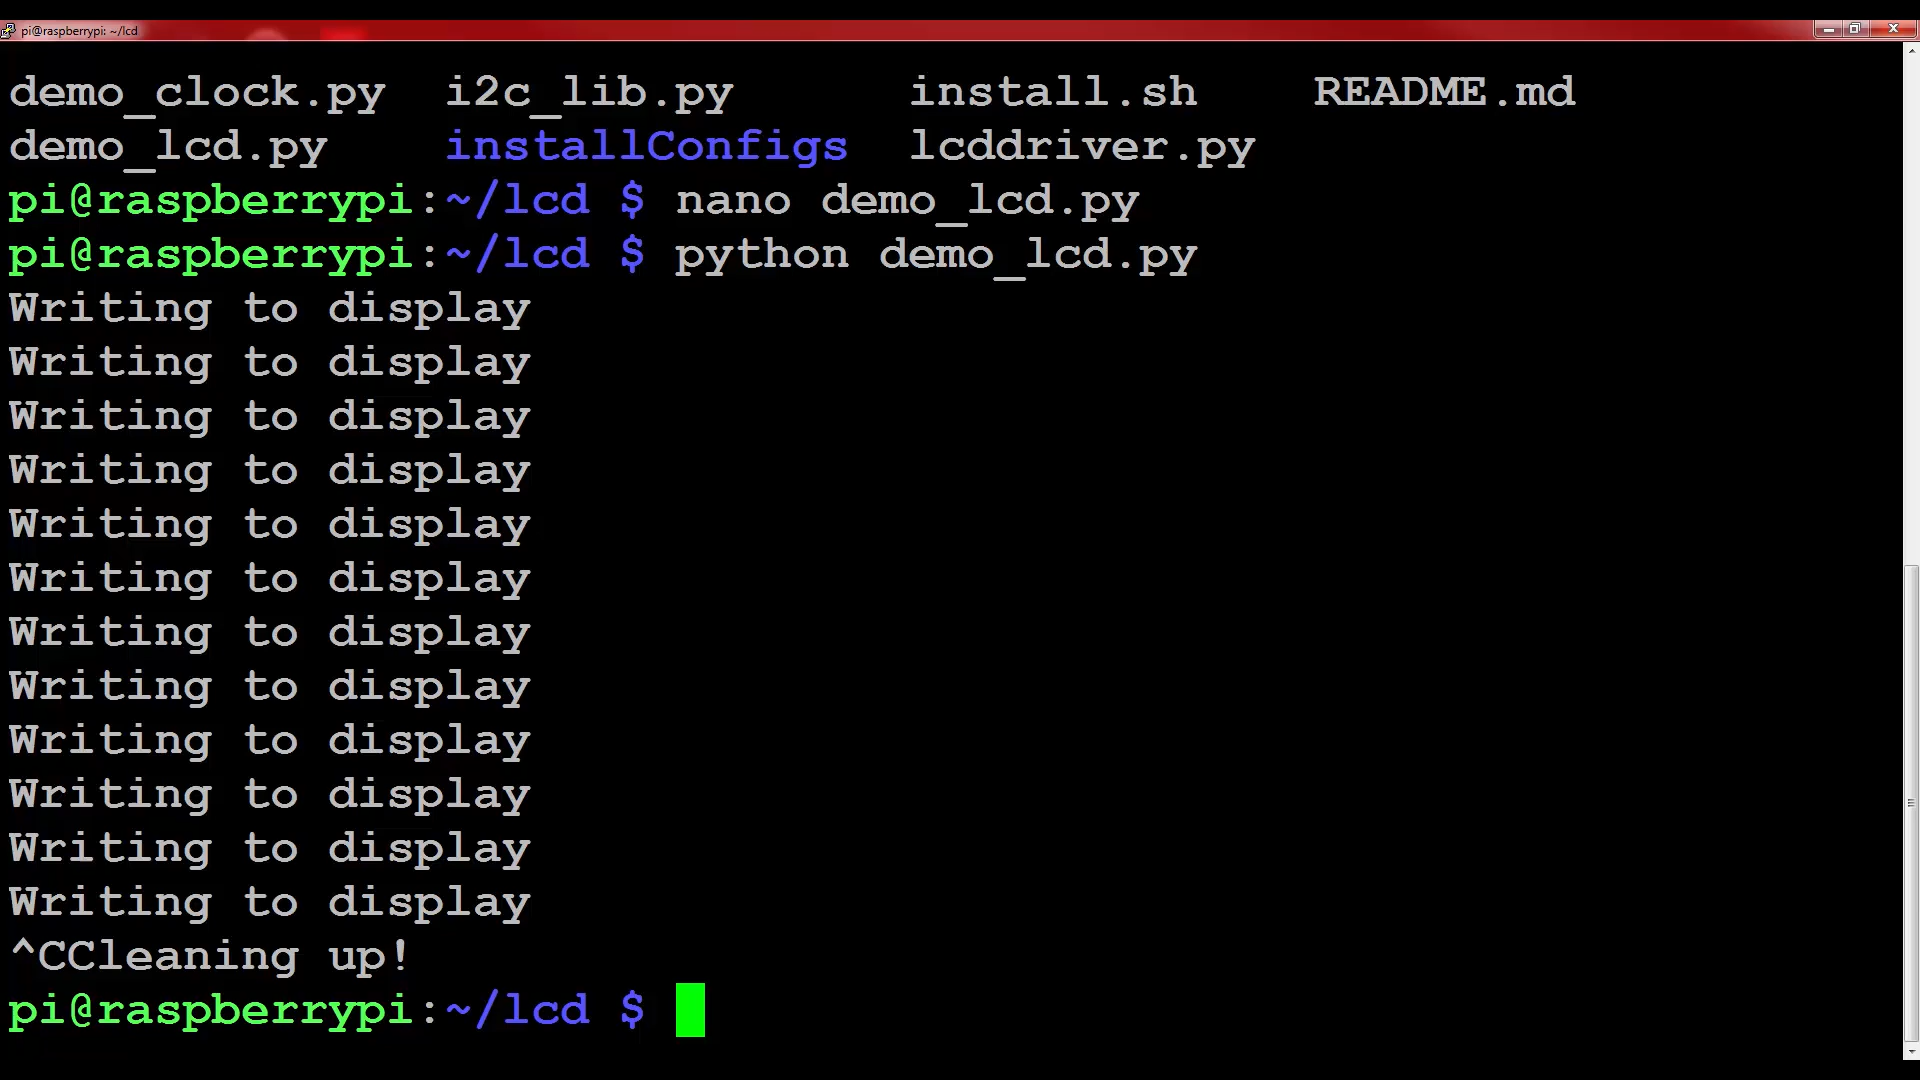 pi@raspberrypi: ~/lcd
demo_clock.py i2c_lib.py install.sh README.md
demo_lcd.py installConfigs lcddriver.py
pi@raspberrypi:~/lcd $ nano demo_lcd.py
pi@raspberrypi:~/lcd $ python demo_lcd.py
Writing to display
Writing to display
Writing to display
Writing to display
Writing to display
Writing to display
Writing to display
Writing to display
Writing to display
Writing to display
Writing to display
Writing to display
^CCleaning up!
pi@raspberrypi:~/lcd $